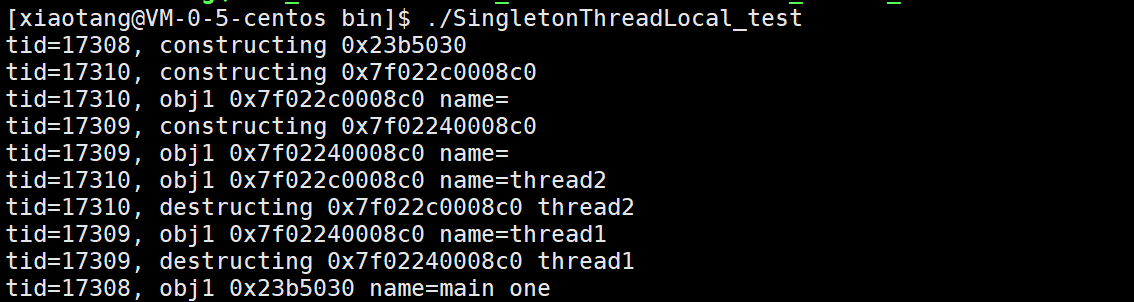 [xiaotang@VM-0-5-centos bin]$ ./SingletonThreadLocal_test
tid=17308, constructing 0x23b5030
tid=17310, constructing 0x7f022c0008c0
tid=17310, obj1 0x7f022c0008c0 name=
tid=17309, constructing 0x7f02240008c0
tid=17309, obj1 0x7f02240008c0 name=
tid=17310, obj1 0x7f022c0008c0 name=thread2
tid=17310, destructing 0x7f022c0008c0 thread2
tid=17309, obj1 0x7f02240008c0 name=thread1
tid=17309, destructing 0x7f02240008c0 thread1
tid=17308, obj1 0x23b5030 name=main one